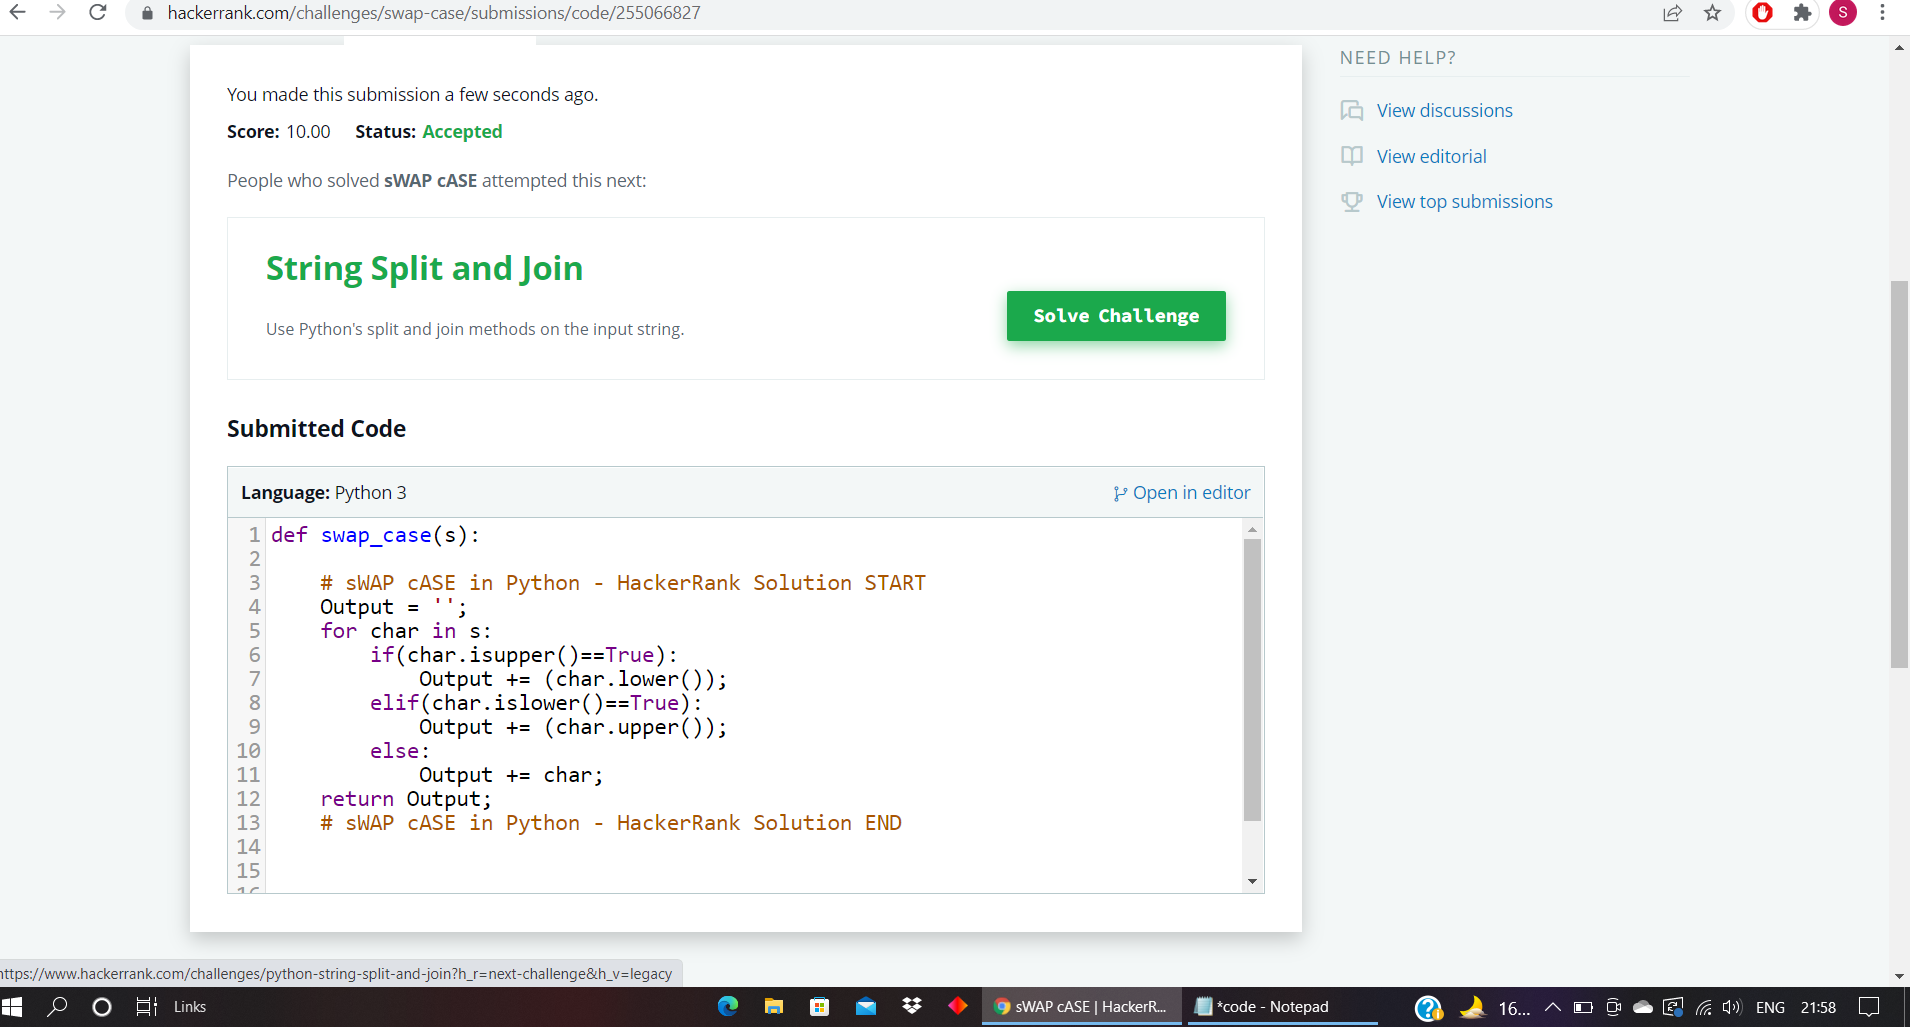 hackerrank.com/challenges/swap-case/submissions/code/255066827
S
You made this submission a few seconds ago.
Score: 10.00 Status: Accepted
People who solved sWAP cASE attempted this next:
String Split and Join
Use Python's split and join methods on the input string.
Solve Challenge
NEED HELP?
View discussions
View editorial
View top submissions
Submitted Code
Language: Python 3
Open in editor
1 def swap_case(s):
2
3     # sWAP cASE in Python - HackerRank Solution START
4     Output = '';
5     for char in s:
6         if(char.isupper()==True):
7             Output += (char.lower());
8         elif(char.islower()==True):
9             Output += (char.upper());
10         else:
11             Output += char;
12     return Output;
13     # sWAP cASE in Python - HackerRank Solution END
14
15
16
ttps://www.hackerrank.com/challenges/python-string-split-and-join?h_r=next-challenge&h_v=legacy
Links
sWAP cASE | HackerR...
*code - Notepad
16...
ENG
21:58